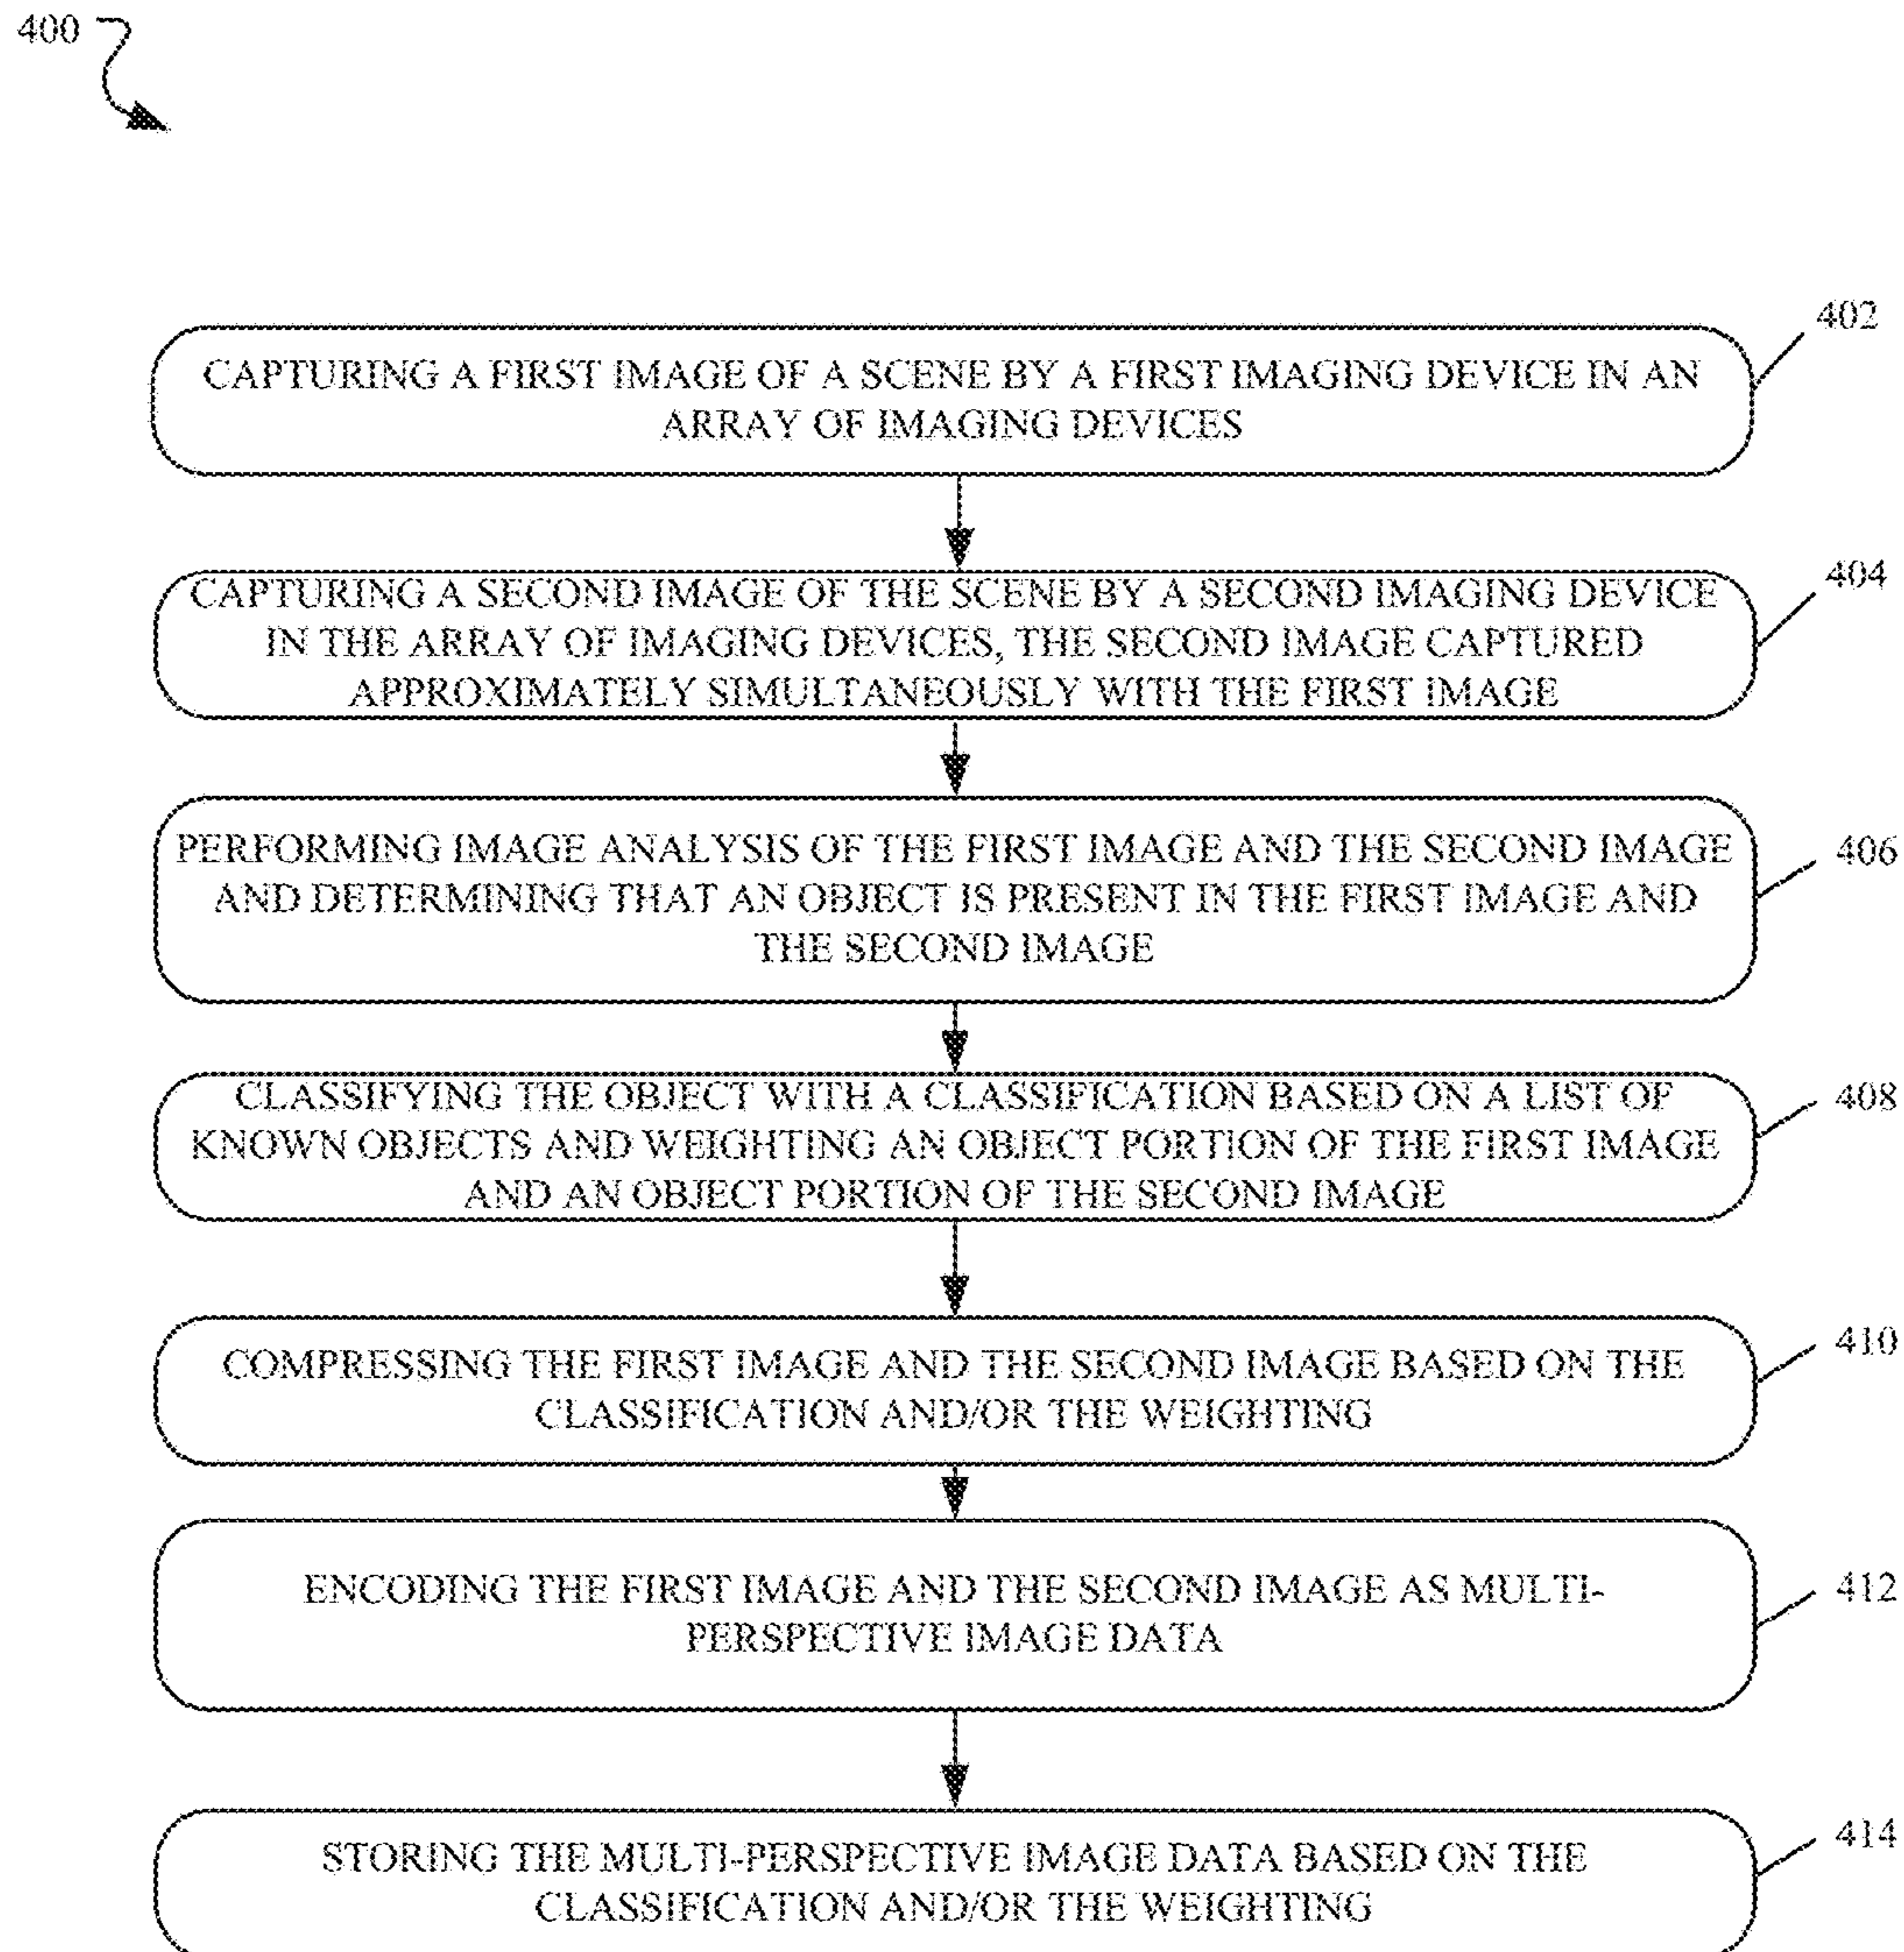 400
402
CAPTURING A FIRST IMAGE OF A SCENE BY A FIRST IMAGING DEVICE IN AN
ARRAY OF IMAGING DEVICES
404
CAPTURING A SECOND IMAGE OF THE SCENE BY A SECOND IMAGING DEVICE
IN THE ARRAY OF IMAGING DEVICES, THE SECOND IMAGE CAPTURED
APPROXIMATELY SIMULTANEOUSLY WITH THE FIRST IMAGE
406
PERFORMING IMAGE ANALYSIS OF THE FIRST IMAGE AND THE SECOND IMAGE
AND DETERMINING THAT AN OBJECT IS PRESENT IN THE FIRST IMAGE AND
THE SECOND IMAGE
408
CLASSIFYING THE OBJECT WITH A CLASSIFICATION BASED ON A LIST OF
KNOWN OBJECTS AND WEIGHTING AN OBJECT PORTION OF THE FIRST IMAGE
AND AN OBJECT PORTION OF THE SECOND IMAGE
410
COMPRESSING THE FIRST IMAGE AND THE SECOND IMAGE BASED ON THE
CLASSIFICATION AND/OR THE WEIGHTING
412
ENCODING THE FIRST IMAGE AND THE SECOND IMAGE AS MULTI-
PERSPECTIVE IMAGE DATA
414
STORING THE MULTI-PERSPECTIVE IMAGE DATA BASED ON THE
CLASSIFICATION AND/OR THE WEIGHTING